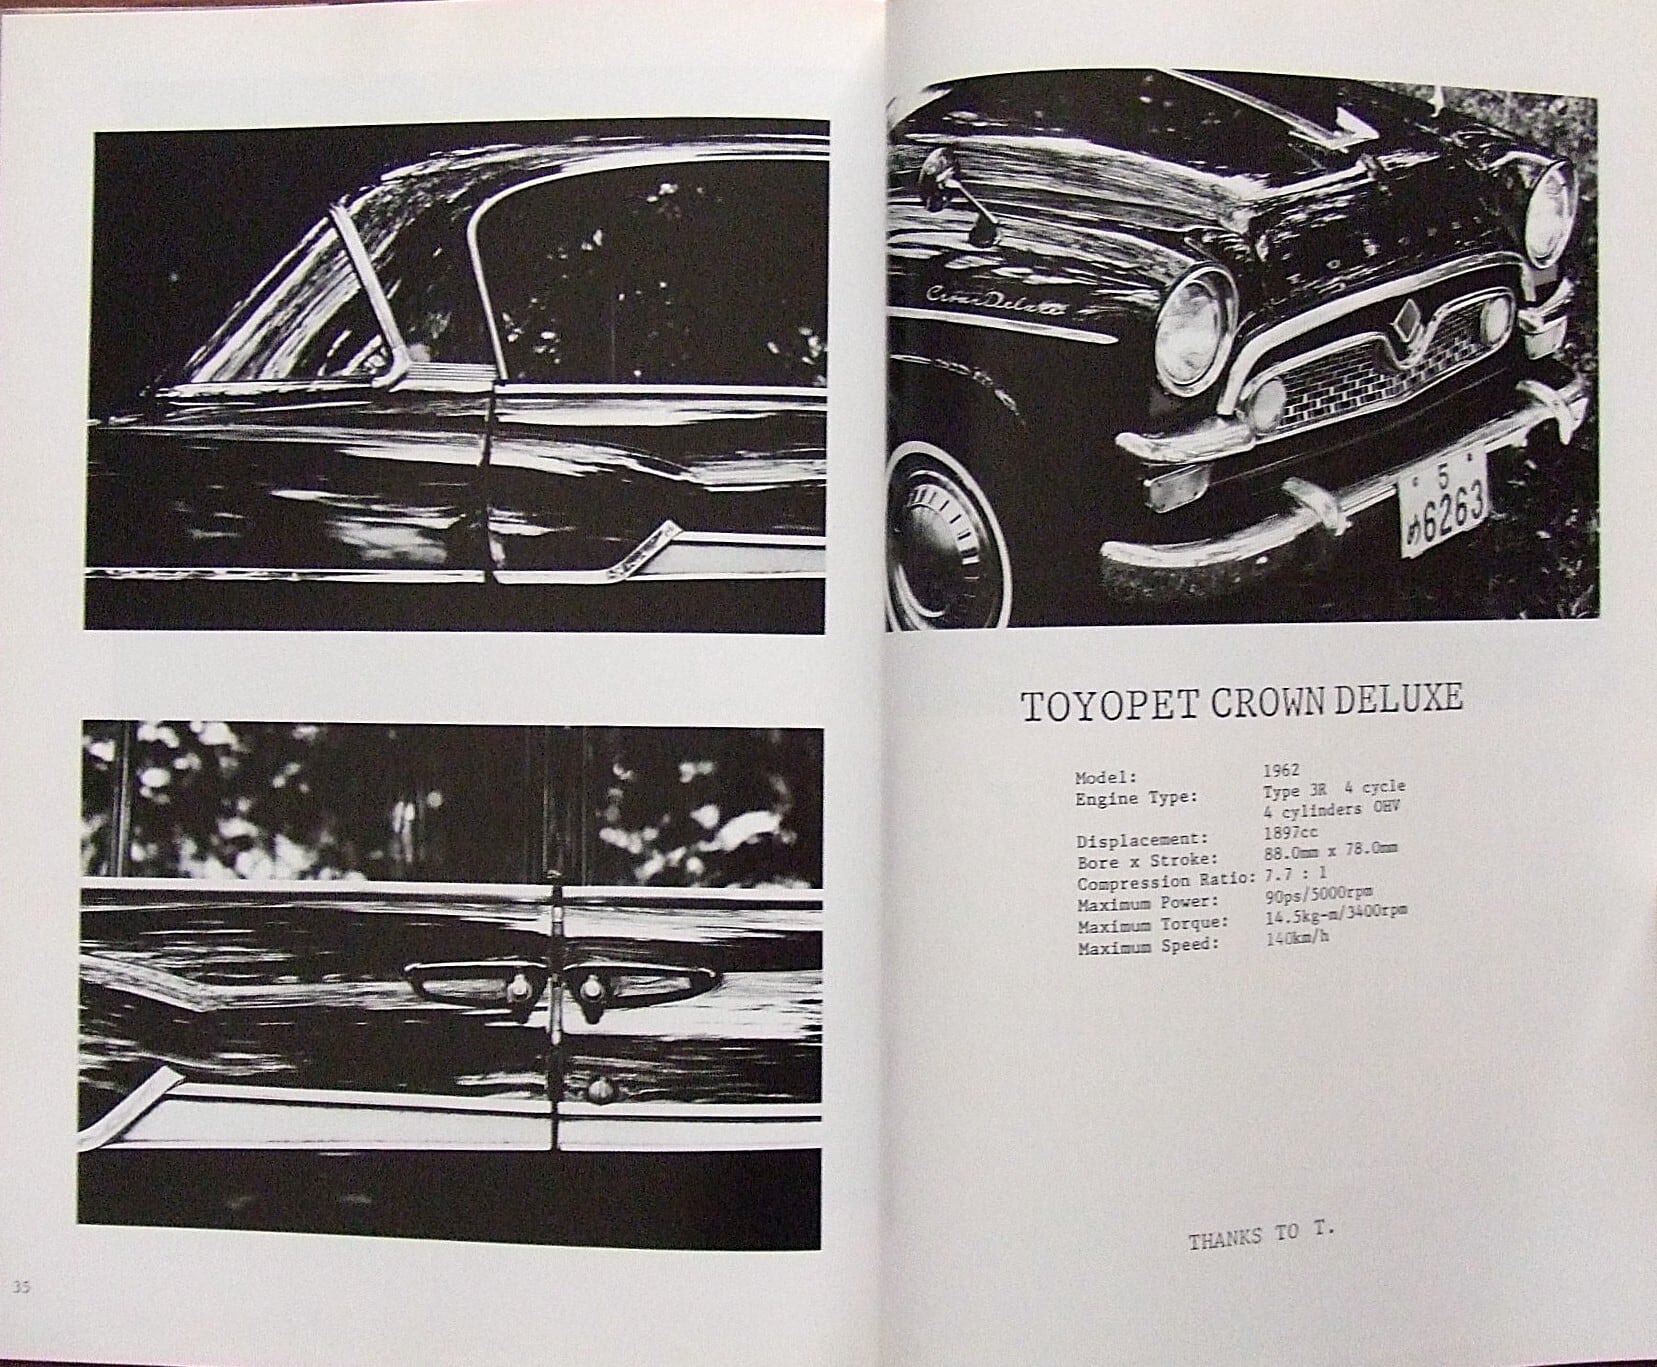 Crown Deluxe
5
め6263
TOYOPET CROWN DELUXE
Model: 1962
Engine Type: Type 3R 4 cycle
4 cylinders OHV
Displacement: 1897cc
Bore x Stroke: 88.0mm x 78.0mm
Compression Ratio: 7.7 : 1
Maximum Power: 90ps/5000rpm
Maximum Torque: 14.5kg-m/3400rpm
Maximum Speed: 140km/h
THANKS TO T.
35